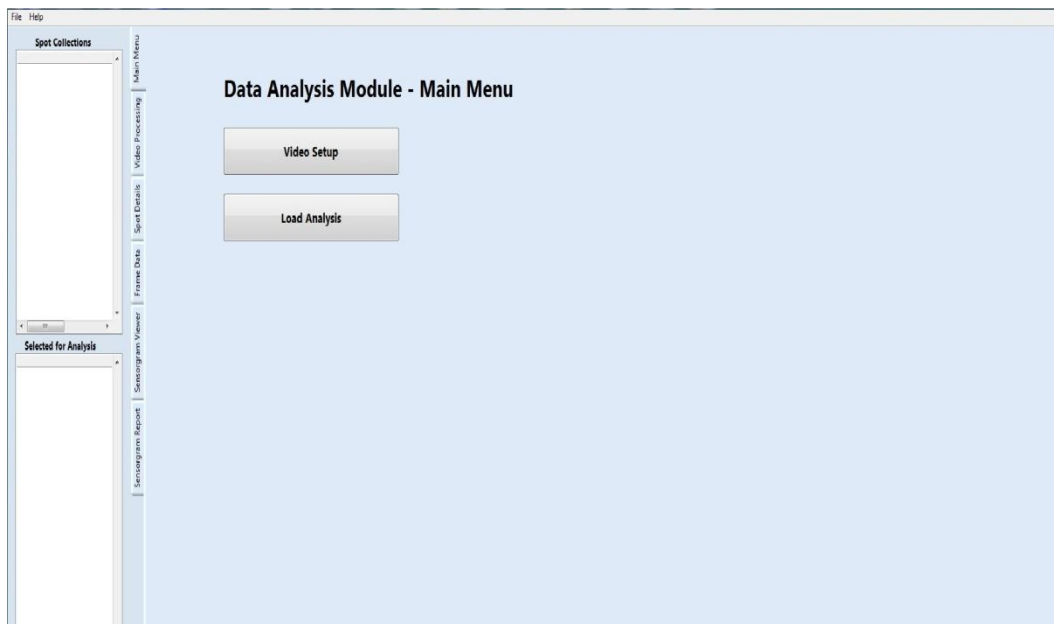 File Help
Spot Collections
Main Menu
Video Processing
Spot Details
Frame Data
Sensorgram Viewer
Sensorgram Report
Data Analysis Module - Main Menu
Video Setup
Load Analysis
Selected for Analysis